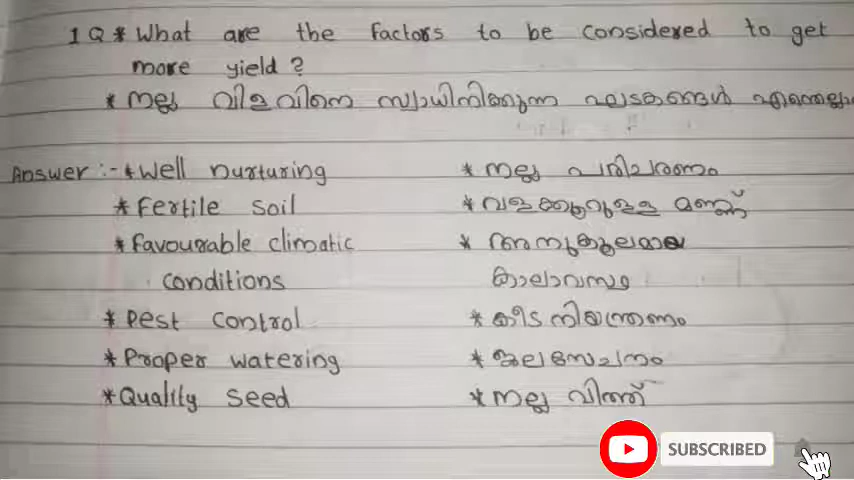 1Q * What are the factors to be considered to get
more yield?
* നല്ല വിളവിനെ സ്വാധിനിക്കുന്ന ഘടകങ്ങൾ
Answer :- * Well nurturing * നല്ല പരിചരണം
* Fertile soil * വളക്കൂറുള്ള മണ്ണ്
* favourable climatic * അനുകൂലമായ
conditions കാലാവസ്ഥ
* Pest control * കീടനിയന്ത്രണം
* Proper watering * ജലസേചനം
* Quality seed * നല്ല വിത്ത്
SUBSCRIBED